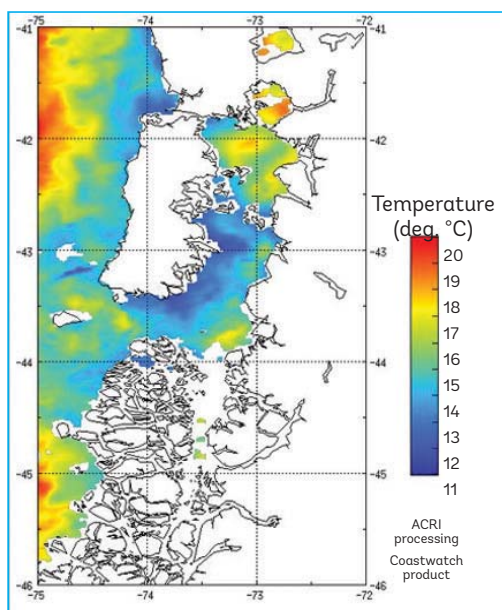 -75 -74 -73 -72
-41 -41
-42 -42
-43 -43
-44 -44
-45 -45
-46 -46
-75 -74 -73 -72
Temperature
(deg. °C)
20
19
18
17
16
15
14
13
12
11
ACRI
processing
Coastwatch
product